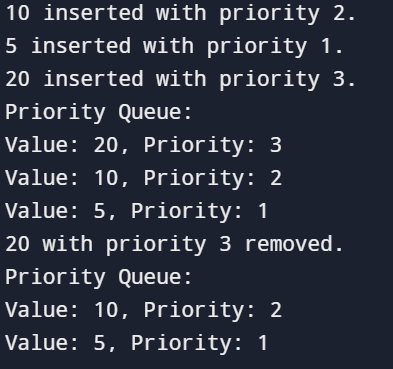 10 inserted with priority 2.
5 inserted with priority 1.
20 inserted with priority 3.
Priority Queue:
Value: 20, Priority: 3
Value: 10, Priority: 2
Value: 5, Priority: 1
20 with priority 3 removed.
Priority Queue:
Value: 10, Priority: 2
Value: 5, Priority: 1